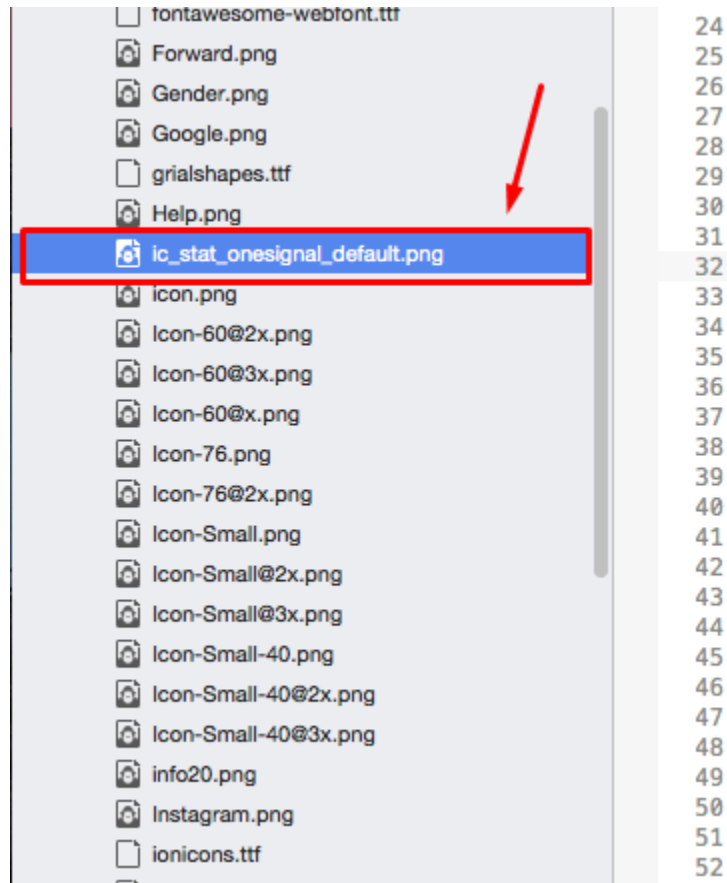 fontawesome-webfont.ttf
Forward.png
Gender.png
Google.png
grialshapes.ttf
Help.png
ic_stat_onesignal_default.png
icon.png
Icon-60@2x.png
Icon-60@3x.png
Icon-60@x.png
Icon-76.png
Icon-76@2x.png
Icon-Small.png
Icon-Small@2x.png
Icon-Small@3x.png
Icon-Small-40.png
Icon-Small-40@2x.png
Icon-Small-40@3x.png
info20.png
Instagram.png
ionicons.ttf
24
25
26
27
28
29
30
31
32
33
34
35
36
37
38
39
40
41
42
43
44
45
46
47
48
49
50
51
52